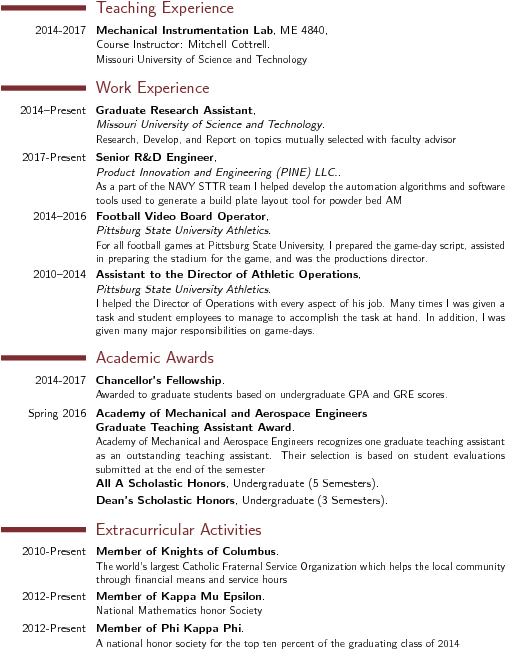 Teaching Experience
2014-2017 Mechanical Instrumentation Lab, ME 4840,
Course Instructor: Mitchell Cottrell.
Missouri University of Science and Technology
Work Experience
2014–Present Graduate Research Assistant,
Missouri University of Science and Technology.
Research, Develop, and Report on topics mutually selected with faculty advisor
2017-Present Senior R&D Engineer,
Product Innovation and Engineering (PINE) LLC..
As a part of the NAVY STTR team I helped develop the automation algorithms and software
tools used to generate a build plate layout tool for powder bed AM
2014–2016 Football Video Board Operator,
Pittsburg State University Athletics.
For all football games at Pittsburg State University, I prepared the game-day script, assisted
in preparing the stadium for the game, and was the productions director.
2010–2014 Assistant to the Director of Athletic Operations,
Pittsburg State University Athletics.
I helped the Director of Operations with every aspect of his job. Many times I was given a
task and student employees to manage to accomplish the task at hand. In addition, I was
given many major responsibilities on game-days.
Academic Awards
2014-2017 Chancellor's Fellowship.
Awarded to graduate students based on undergraduate GPA and GRE scores.
Spring 2016 Academy of Mechanical and Aerospace Engineers
Graduate Teaching Assistant Award.
Academy of Mechanical and Aerospace Engineers recognizes one graduate teaching assistant
as an outstanding teaching assistant. Their selection is based on student evaluations
submitted at the end of the semester
All A Scholastic Honors, Undergraduate (5 Semesters).
Dean's Scholastic Honors, Undergraduate (3 Semesters).
Extracurricular Activities
2010-Present Member of Knights of Columbus.
The world's largest Catholic Fraternal Service Organization which helps the local community
through financial means and service hours
2012-Present Member of Kappa Mu Epsilon.
National Mathematics honor Society
2012-Present Member of Phi Kappa Phi.
A national honor society for the top ten percent of the graduating class of 2014